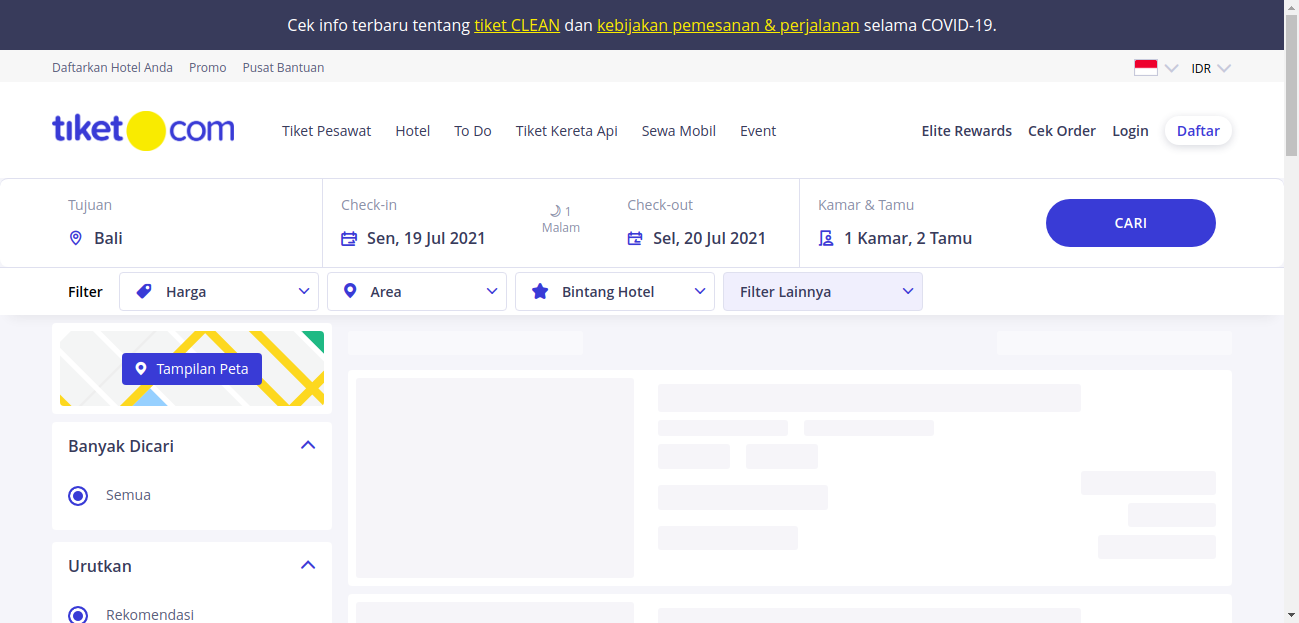 Cek info terbaru tentang tiket CLEAN dan kebijakan pemesanan & perjalanan selama COVID-19.
Daftarkan Hotel Anda Promo Pusat Bantuan IDR
tiket com Tiket Pesawat Hotel To Do Tiket Kereta Api Sewa Mobil Event Elite Rewards Cek Order Login Daftar
Tujuan Check-in Check-out Kamar & Tamu
1
Malam
Bali Sen, 19 Jul 2021 Sel, 20 Jul 2021 1 Kamar, 2 Tamu CARI
Filter Harga Area Bintang Hotel Filter Lainnya
Tampilan Peta
Banyak Dicari
Semua
Urutkan
Rekomendasi